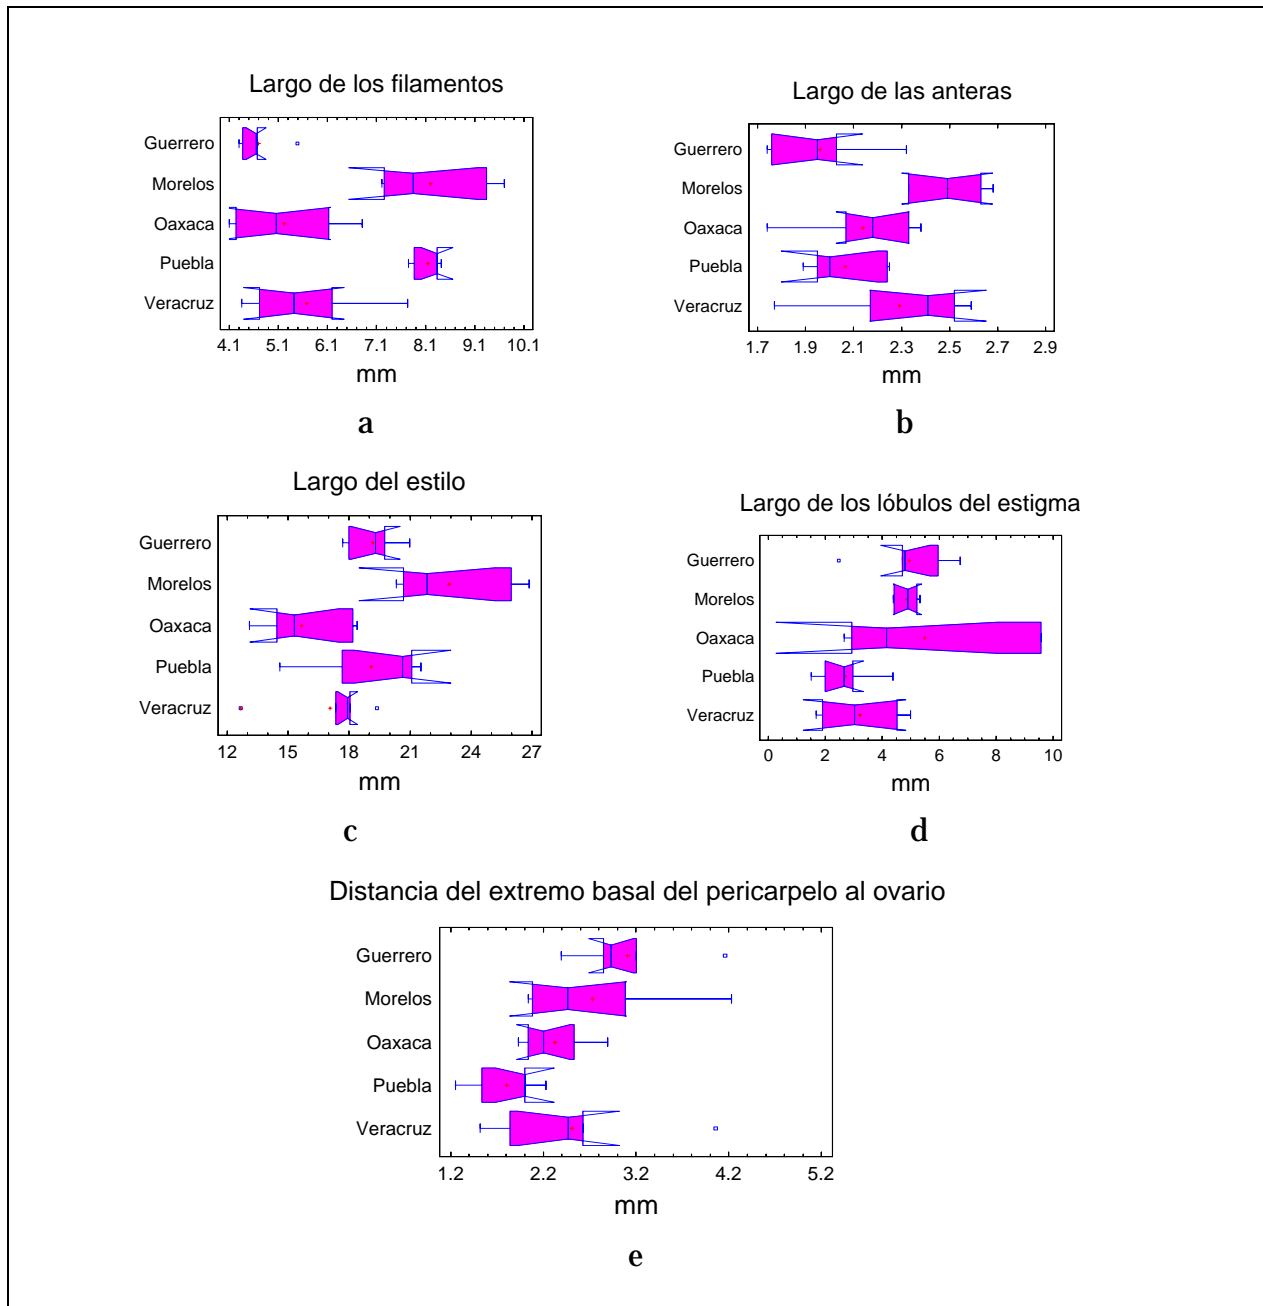 Largo de los filamentos
Guerrero
Morelos
Oaxaca
Puebla
Veracruz
4.1 5.1 6.1 7.1 8.1 9.1 10.1
mm
a
Largo de las anteras
Guerrero
Morelos
Oaxaca
Puebla
Veracruz
1.7 1.9 2.1 2.3 2.5 2.7 2.9
mm
b
Largo del estilo
Guerrero
Morelos
Oaxaca
Puebla
Veracruz
12 15 18 21 24 27
mm
c
Largo de los lóbulos del estigma
Guerrero
Morelos
Oaxaca
Puebla
Veracruz
0 2 4 6 8 10
mm
d
Distancia del extremo basal del pericarpelo al ovario
Guerrero
Morelos
Oaxaca
Puebla
Veracruz
1.2 2.2 3.2 4.2 5.2
mm
e